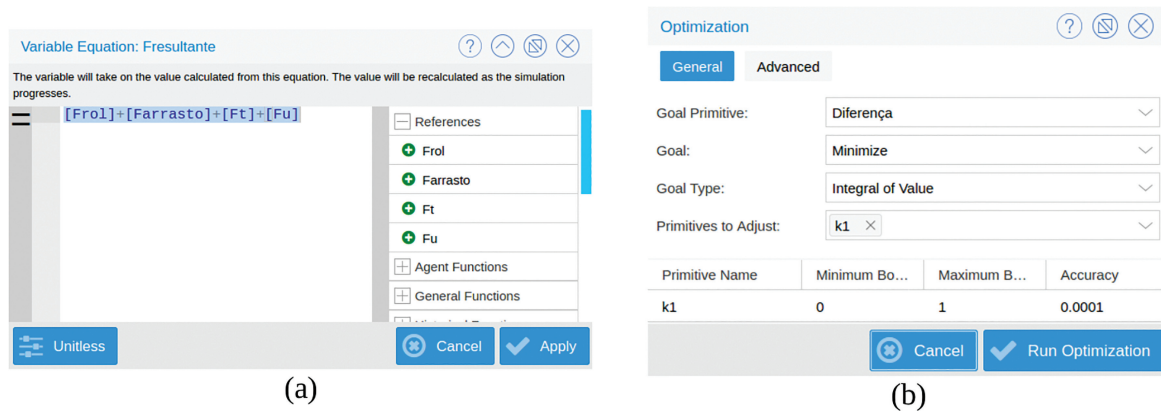 Variable Equation: Fresultante
The variable will take on the value calculated from this equation. The value will be recalculated as the simulation
progresses.
[Frol]+[Farrasto]+[Ft]+[Fu]
References
Frol
Farrasto
Ft
Fu
Agent Functions
General Functions
Unitless
Cancel
Apply
(a)
Optimization
General Advanced
Goal Primitive: Diferença
Goal: Minimize
Goal Type: Integral of Value
Primitives to Adjust: k1
Primitive Name Minimum Bo... Maximum B... Accuracy
k1 0 1 0.0001
Cancel Run Optimization
(b)